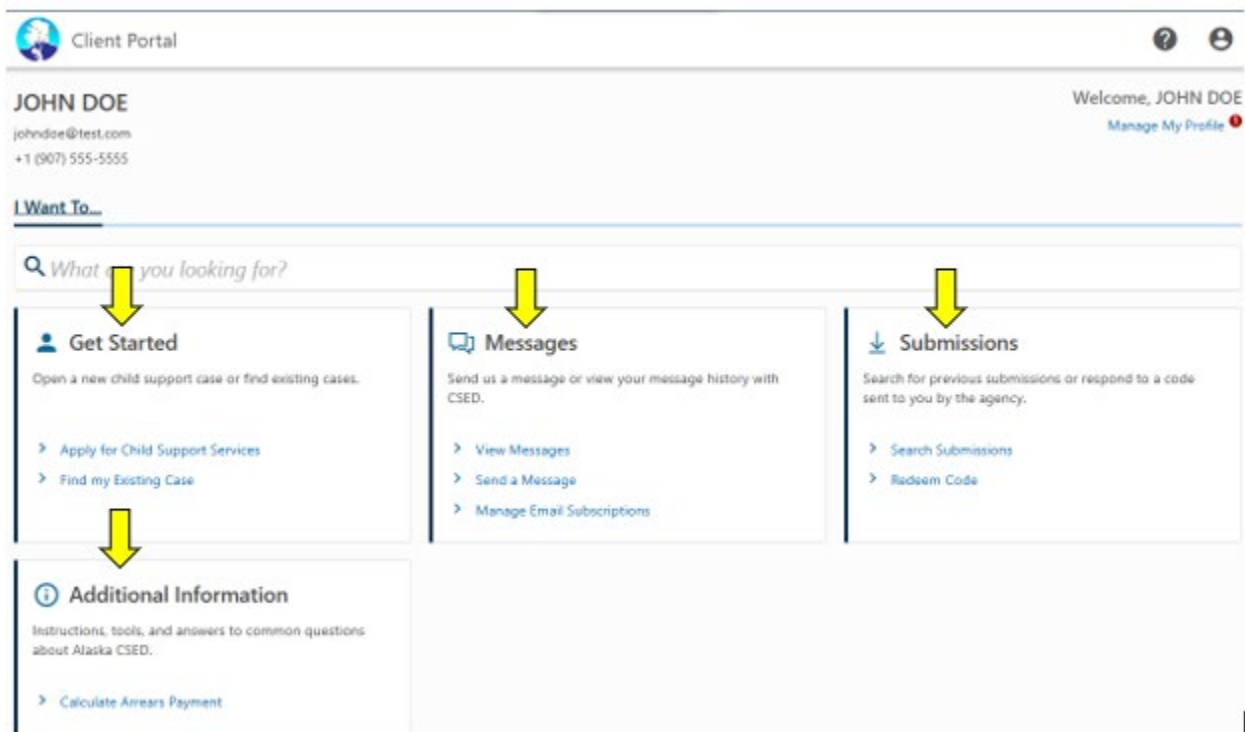 Client Portal
JOHN DOE
johndoe@test.com
+1 (907) 555-5555
Welcome, JOHN DOE
Manage My Profile
I Want To...
What you looking for?
Get Started
Open a new child support case or find existing cases.
Apply for Child Support Services
Find my Existing Case
Messages
Send us a message or view your message history with
CSED.
View Messages
Send a Message
Manage Email Subscriptions
Submissions
Search for previous submissions or respond to a code
sent to you by the agency.
Search Submissions
Redeem Code
Additional Information
Instructions, tools, and answers to common questions
about Alaska CSED.
Calculate Arrears Payment